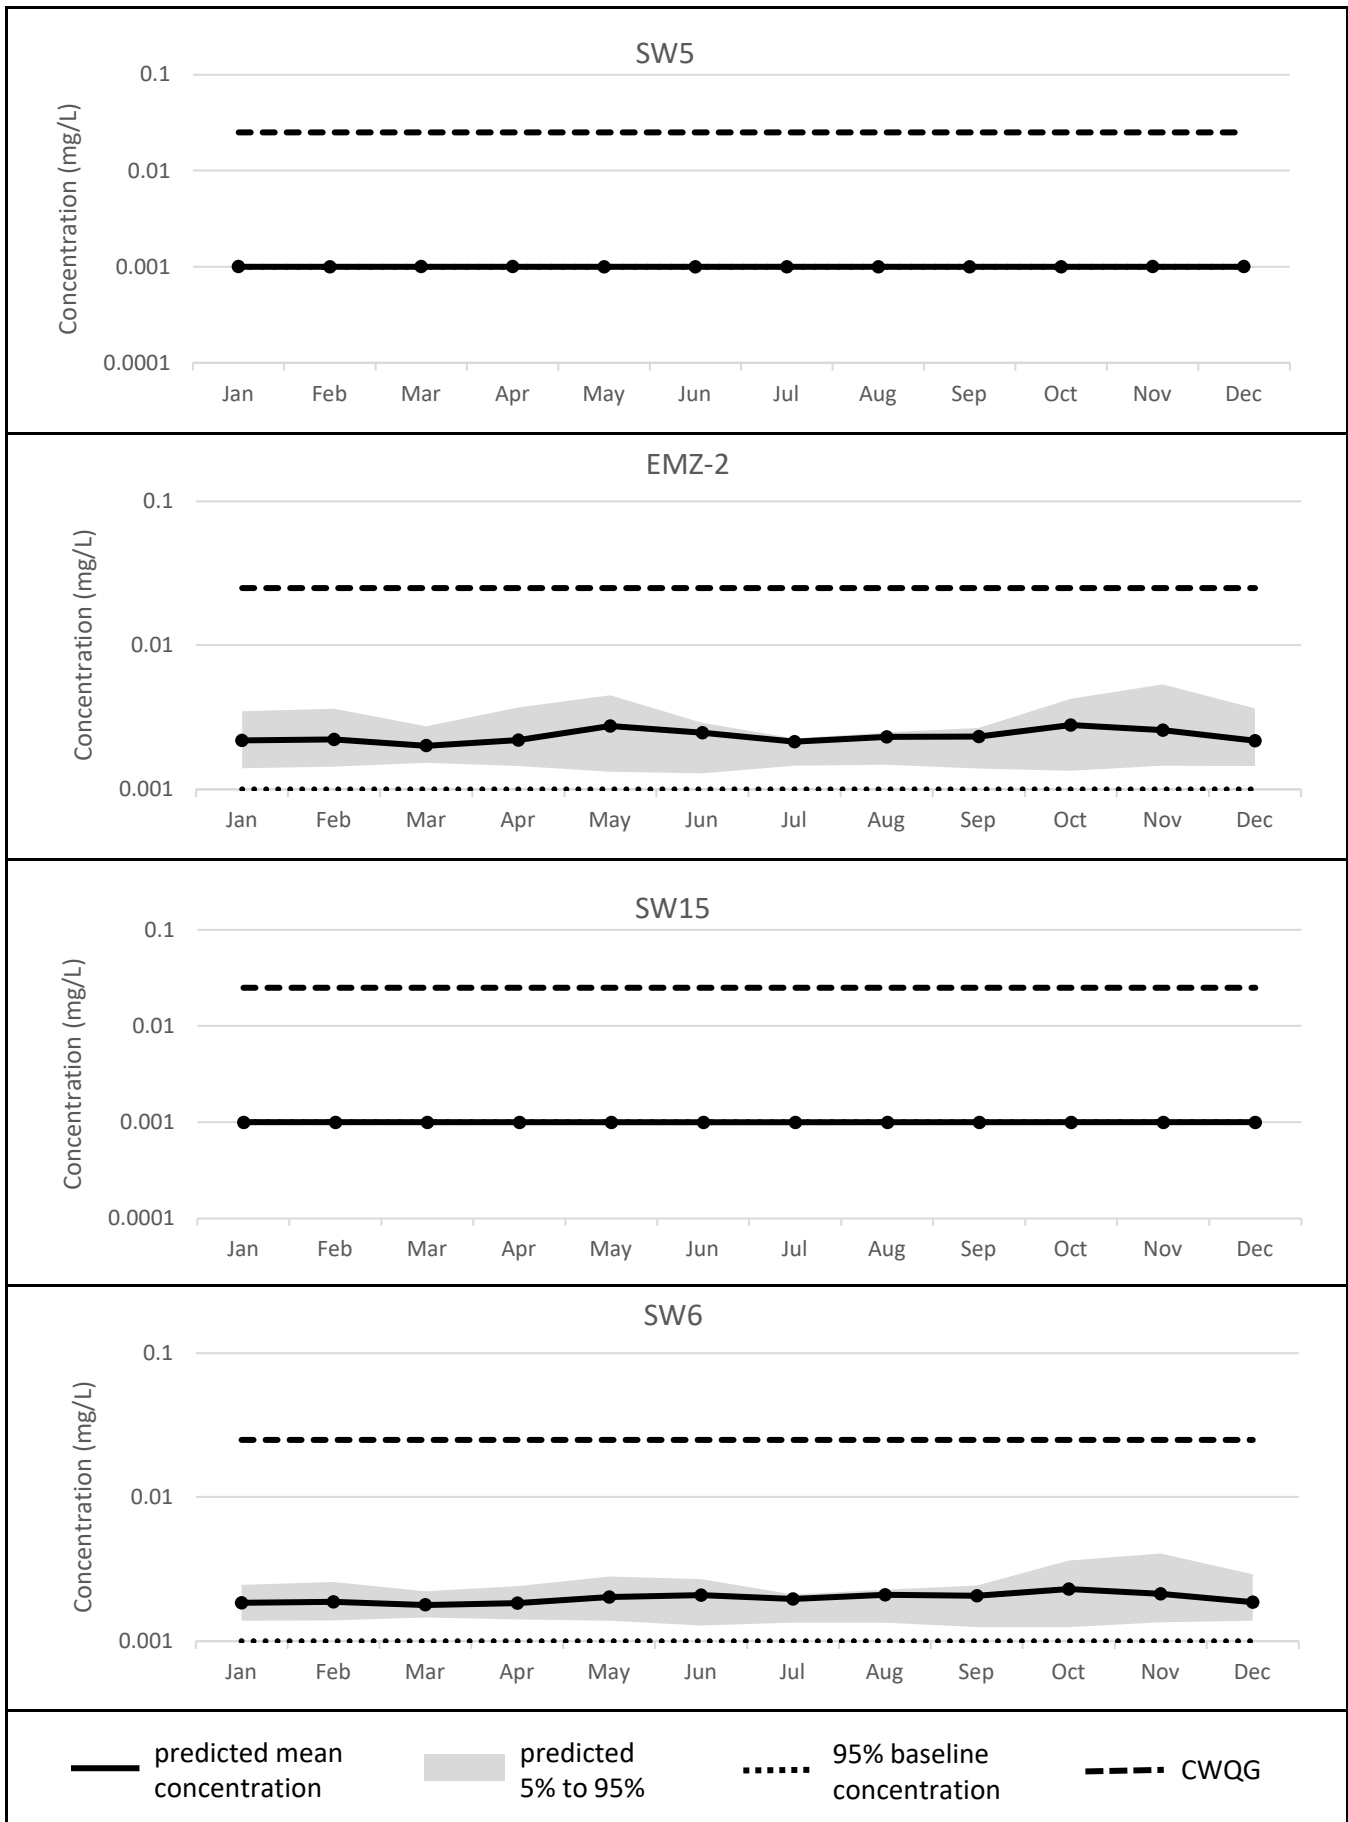 SW5
Concentration (mg/L)
0.1
0.01
0.001
0.0001
Jan Feb Mar Apr May Jun Jul Aug Sep Oct Nov Dec
EMZ-2
Concentration (mg/L)
0.1
0.01
0.001
Jan Feb Mar Apr May Jun Jul Aug Sep Oct Nov Dec
SW15
Concentration (mg/L)
0.1
0.01
0.001
0.0001
Jan Feb Mar Apr May Jun Jul Aug Sep Oct Nov Dec
SW6
Concentration (mg/L)
0.1
0.01
0.001
Jan Feb Mar Apr May Jun Jul Aug Sep Oct Nov Dec
predicted mean
concentration
predicted
5% to 95%
95% baseline
concentration
CWQG